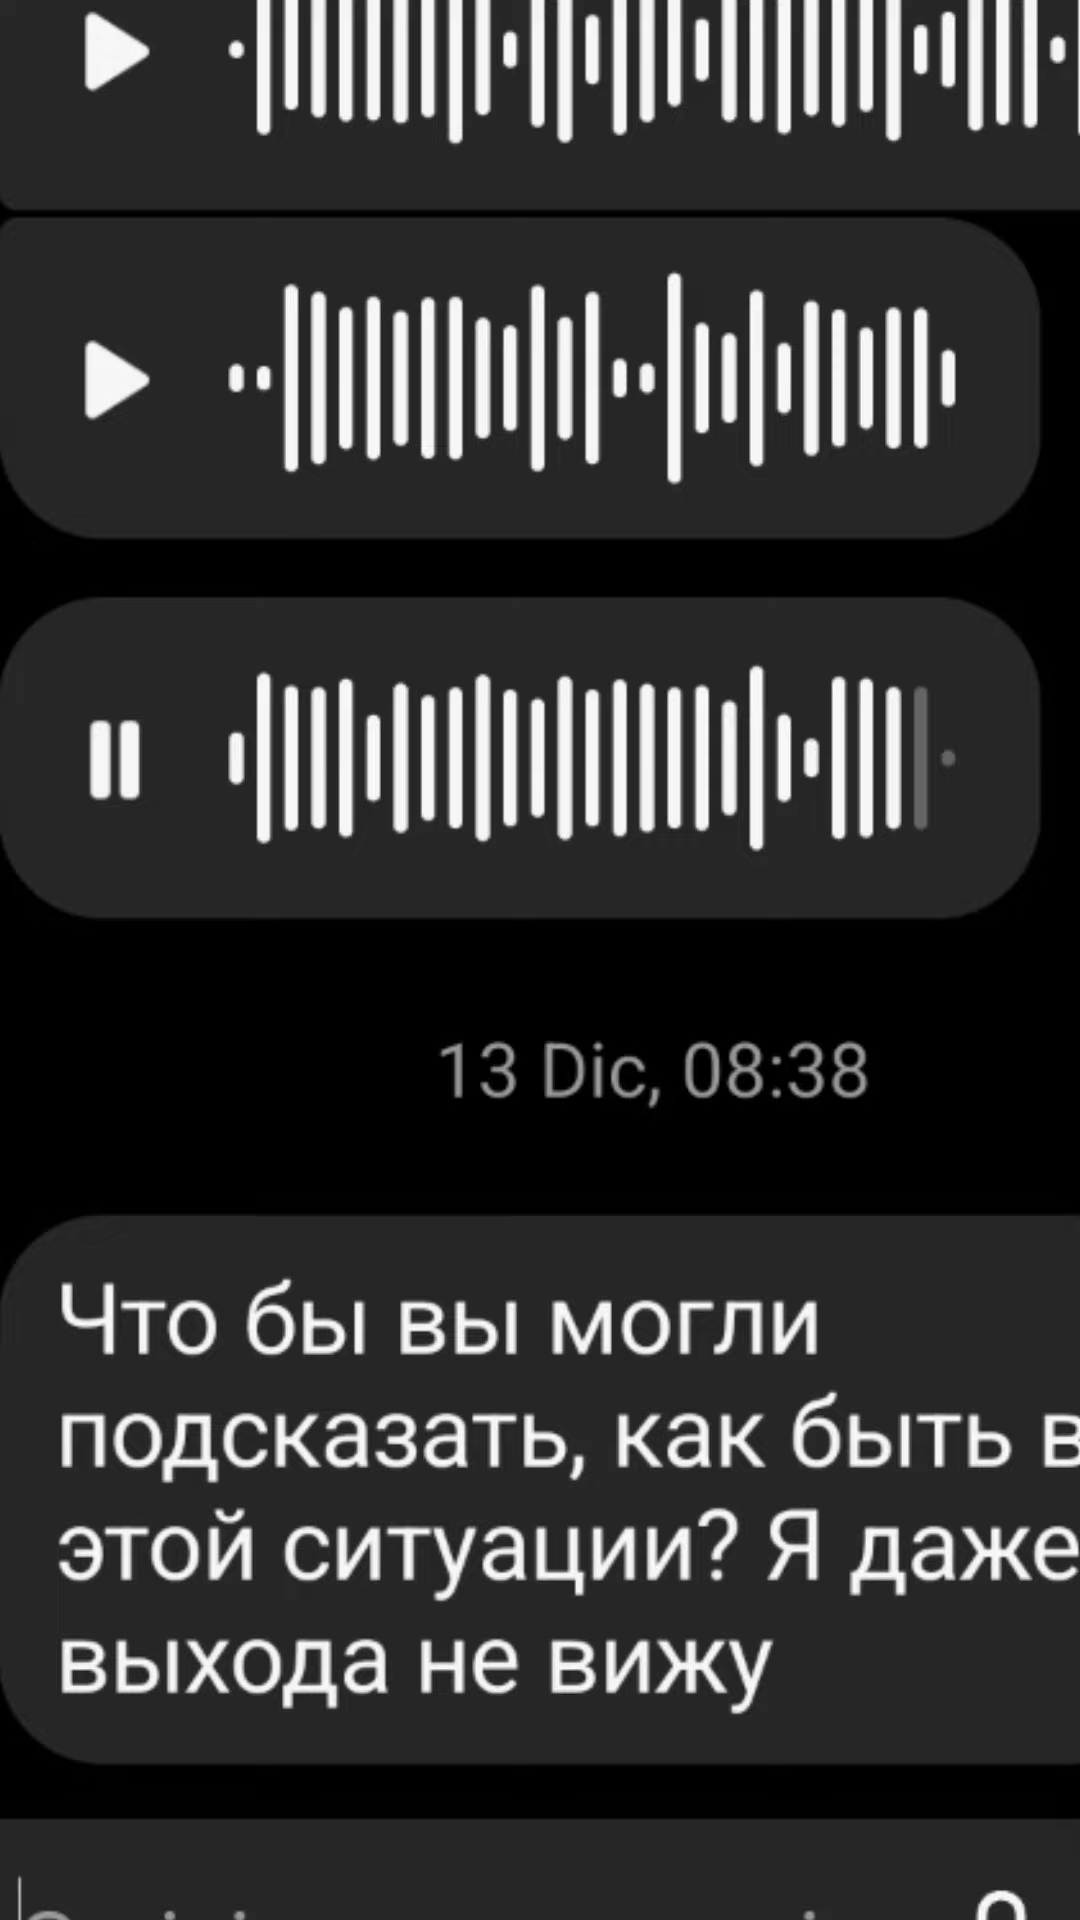 13 Dic, 08:38
Что бы вы могли
подсказать, как быть в
этой ситуации? Я даже
выхода не вижу